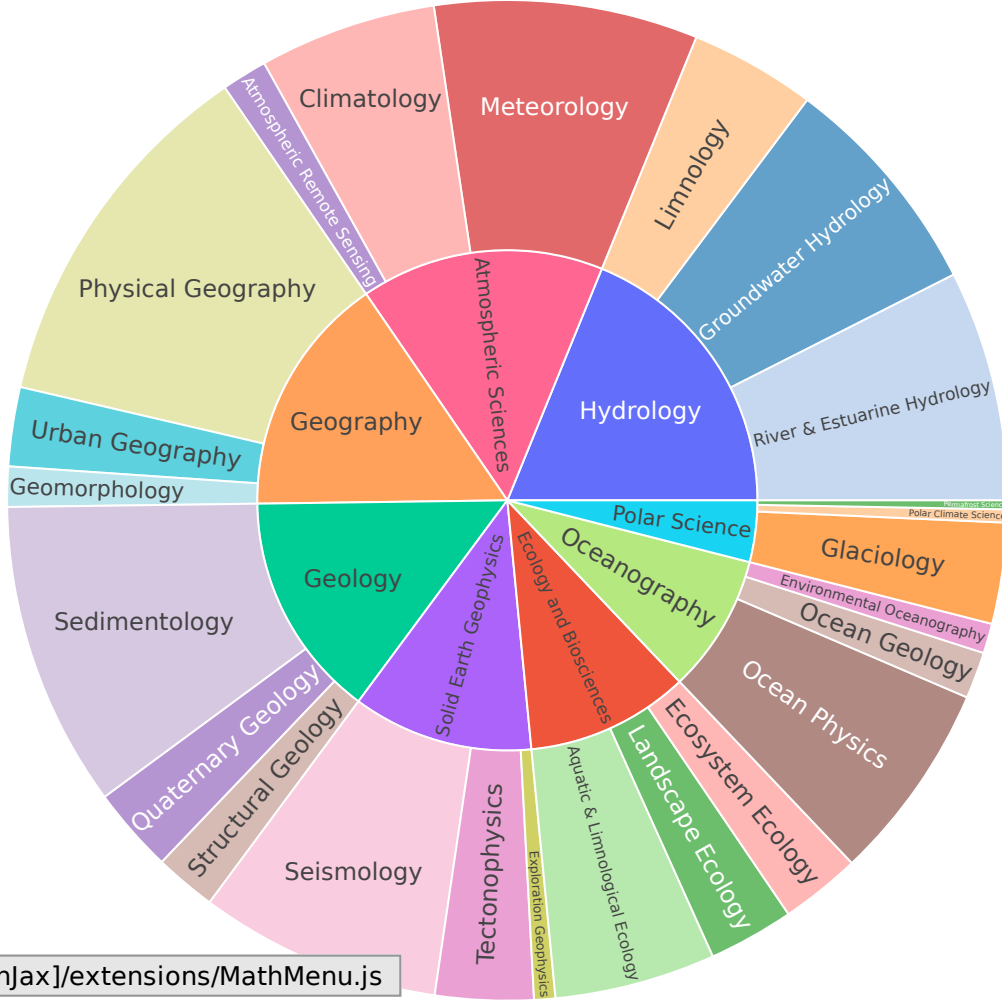 Climatology
Meteorology
Limnology
Atmospheric Remote Sensing
Groundwater Hydrology
Physical Geography
Atmospheric Sciences
Hydrology
River & Estuarine Hydrology
Geography
Urban Geography
Geomorphology
Permafrost Science
Polar Climate Science
Polar Science
Glaciology
Oceanography
Environmental Oceanography
Ocean Geology
Geology
Solid Earth Geophysics
Ecology and Biosciences
Sedimentology
Ocean Physics
Quaternary Geology
Structural Geology
Ecosystem Ecology
Landscape Ecology
Aquatic & Limnological Ecology
Seismology
Tectonophysics
Exploration Geophysics
nJax]/extensions/MathMenu.js